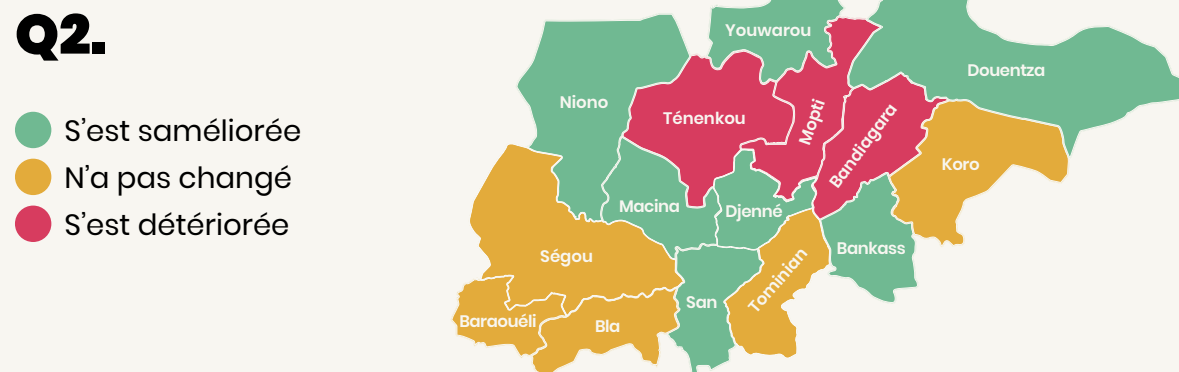 Q2.
S'est saméliorée
N'a pas changé
S'est détériorée
Youwarou
Douentza
Niono
Ténenkou
Mopti
Bandiagara
Koro
Macina
Djenné
Bankass
Ségou
Tominian
San
Baraouéli
Bla